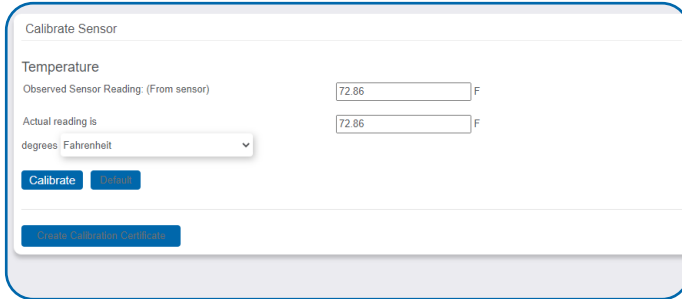 Calibrate Sensor
Temperature
Observed Sensor Reading: (From sensor) 72.86 F
Actual reading is 72.86 F
degrees Fahrenheit
Calibrate Default
Create Calibration Certificate